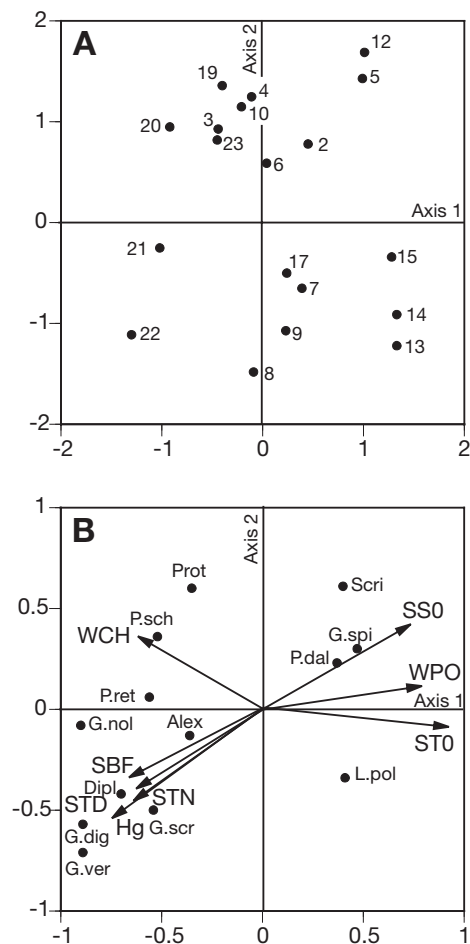 2
A
Axis 2
12
5
19
4
10
1
20
3
23
2
6
Axis 1
0
21
17
15
7
14
-1
22
9
13
8
-2
-2 -1 0 1 2
1
B
Axis 2
Prot
Scri
0.5
P.sch
SS0
WCH
G.spi
P.dal
WPO
P.ret
Axis 1
0
G.nol
Alex
ST0
SBF
L.pol
Dipl
STN
STD
-0.5
Hg G.scr
G.dig
G.ver
-1
-1 -0.5 0 0.5 1